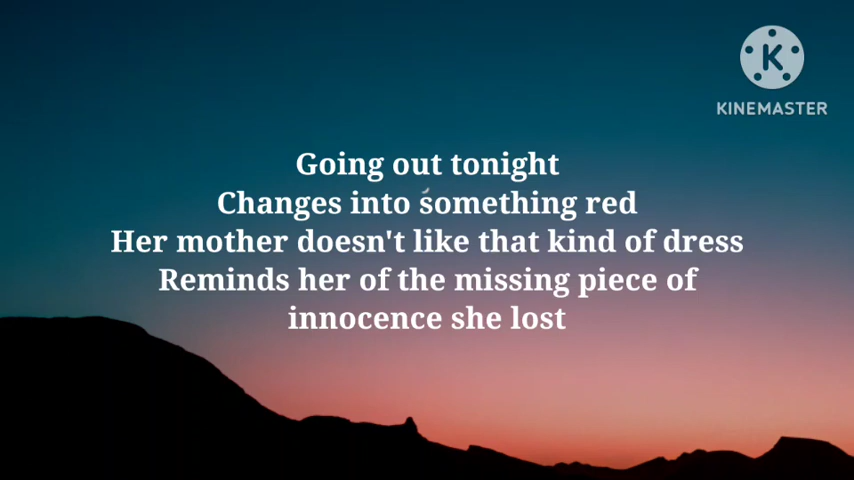 KINEMASTER
Going out tonight
Changes into something red
Her mother doesn't like that kind of dress
Reminds her of the missing piece of
innocence she lost